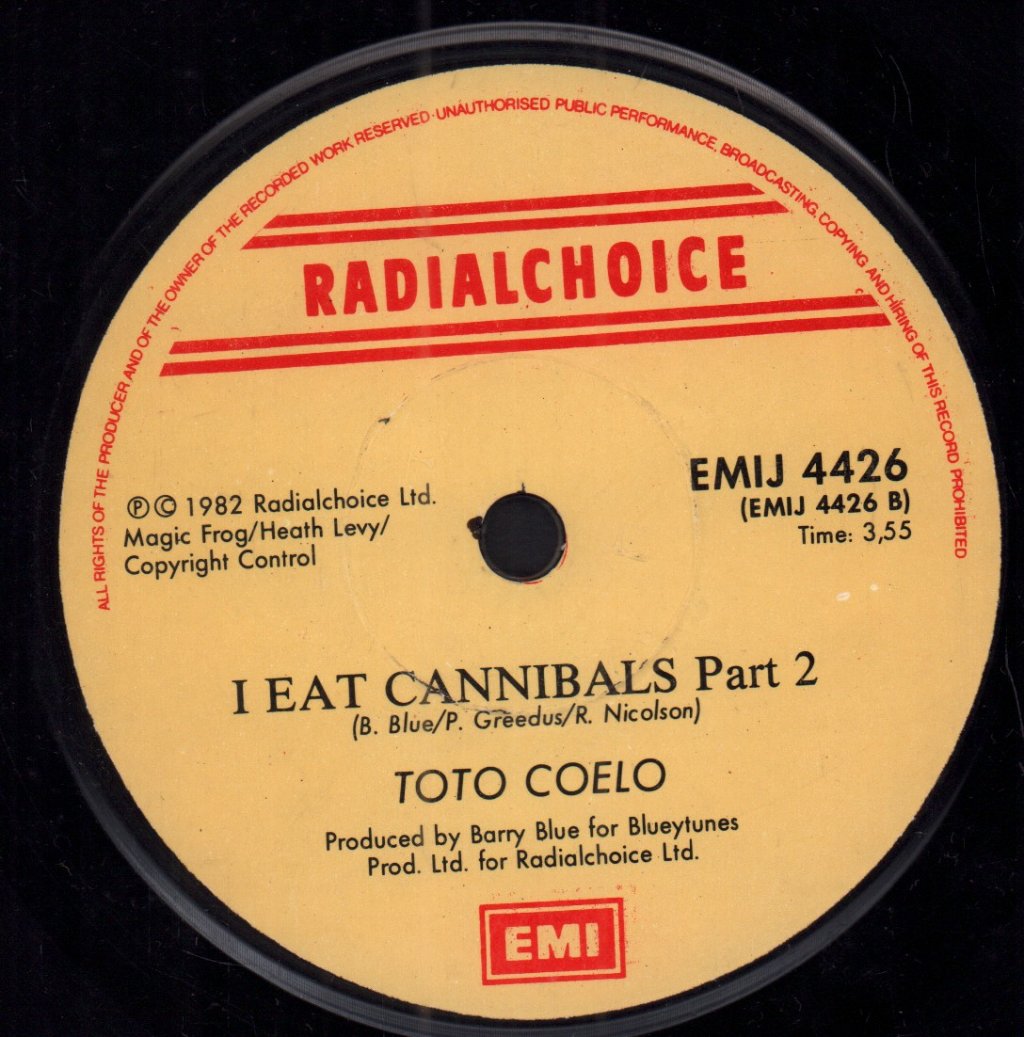 ALL RIGHTS OF THE PRODUCER AND OF THE OWNER OF THE RECORDED WORK RESERVED·UNAUTHORISED PUBLIC PERFORMANCE, BROADCASTING, COPYING AND HIRING OF THIS RECORD PROHIBITED
RADIALCHOICE
EMIJ 4426
(EMIJ 4426 B)
Time: 3,55
℗© 1982 Radialchoice Ltd.
Magic Frog/Heath Levy/
Copyright Control
I EAT CANNIBALS Part 2
(B. Blue/P. Greedus/R. Nicolson)
TOTO COELO
Produced by Barry Blue for Blueytunes
Prod. Ltd. for Radialchoice Ltd.
EMI